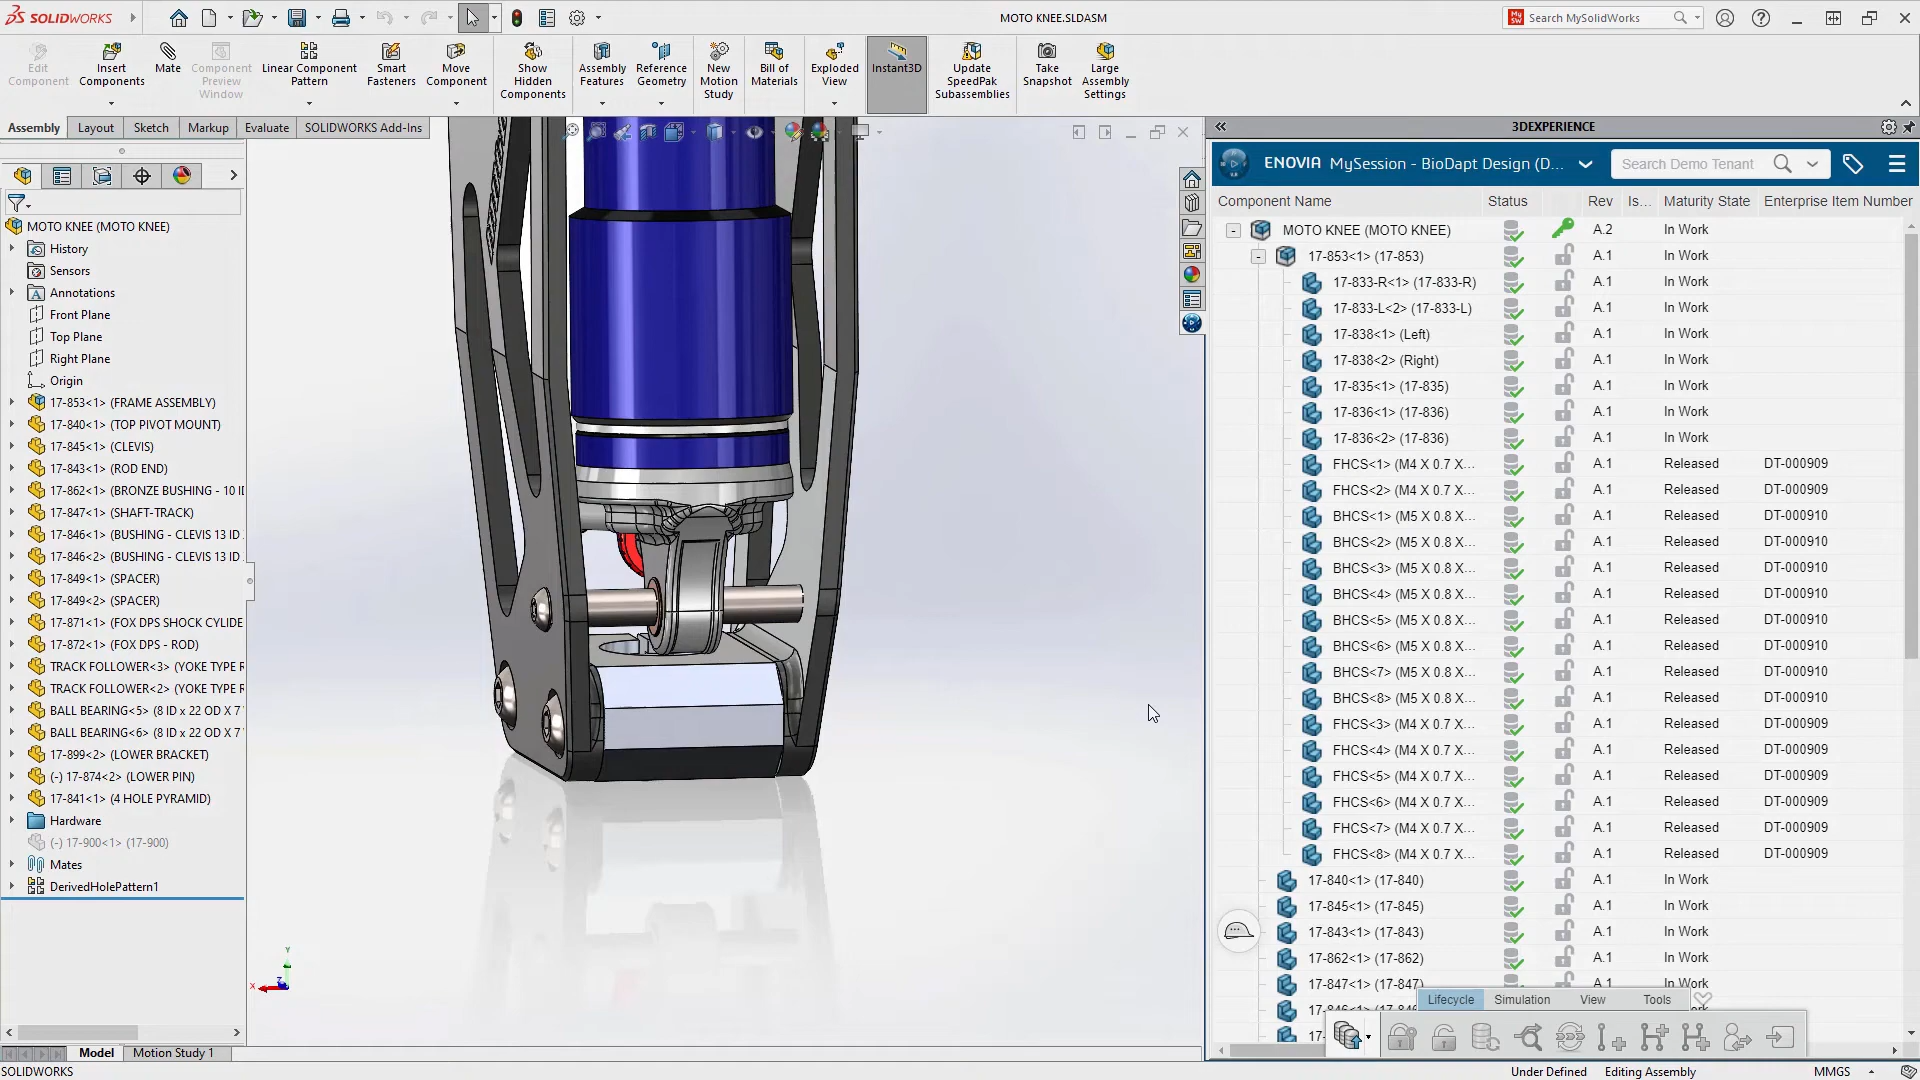 SOLIDWORKS
MOTO KNEE.SLDASM
Search MySolidWorks
Edit Component
Insert Components
Mate
Component Preview Window
Linear Component Pattern
Smart Fasteners
Move Component
Show Hidden Components
Assembly Features
Reference Geometry
New Motion Study
Bill of Materials
Exploded View
Instant3D
Update SpeedPak Subassemblies
Take Snapshot
Large Assembly Settings
Assembly
Layout
Sketch
Markup
Evaluate
SOLIDWORKS Add-Ins
MOTO KNEE (MOTO KNEE)
History
Sensors
Annotations
Front Plane
Top Plane
Right Plane
Origin
17-853<1> (FRAME ASSEMBLY)
17-840<1> (TOP PIVOT MOUNT)
17-845<1> (CLEVIS)
17-843<1> (ROD END)
17-862<1> (BRONZE BUSHING - 10 ID
17-847<1> (SHAFT-TRACK)
17-846<1> (BUSHING - CLEVIS 13 ID
17-846<2> (BUSHING - CLEVIS 13 ID
17-849<1> (SPACER)
17-849<2> (SPACER)
17-871<1> (FOX DPS SHOCK CYLIDE
17-872<1> (FOX DPS - ROD)
TRACK FOLLOWER<3> (YOKE TYPE R
TRACK FOLLOWER<2> (YOKE TYPE R
BALL BEARING<5> (8 ID x 22 OD X 7
BALL BEARING<6> (8 ID x 22 OD X 7
17-899<2> (LOWER BRACKET)
(-) 17-874<2> (LOWER PIN)
17-841<1> (4 HOLE PYRAMID)
Hardware
(-) 17-900<1> (17-900)
Mates
DerivedHolePattern1
Y
X
Z
Model
Motion Study 1
SOLIDWORKS
3DEXPERIENCE
ENOVIA MySession - BioDapt Design (D...
Search Demo Tenant
Component Name Status Rev Is... Maturity State Enterprise Item Number
MOTO KNEE (MOTO KNEE) A.2 In Work
17-853<1> (17-853) A.1 In Work
17-833-R<1> (17-833-R) A.1 In Work
17-833-L<2> (17-833-L) A.1 In Work
17-838<1> (Left) A.1 In Work
17-838<2> (Right) A.1 In Work
17-835<1> (17-835) A.1 In Work
17-836<1> (17-836) A.1 In Work
17-836<2> (17-836) A.1 In Work
FHCS<1> (M4 X 0.7 X... A.1 Released DT-000909
FHCS<2> (M4 X 0.7 X... A.1 Released DT-000909
BHCS<1> (M5 X 0.8 X... A.1 Released DT-000910
BHCS<2> (M5 X 0.8 X... A.1 Released DT-000910
BHCS<3> (M5 X 0.8 X... A.1 Released DT-000910
BHCS<4> (M5 X 0.8 X... A.1 Released DT-000910
BHCS<5> (M5 X 0.8 X... A.1 Released DT-000910
BHCS<6> (M5 X 0.8 X... A.1 Released DT-000910
BHCS<7> (M5 X 0.8 X... A.1 Released DT-000910
BHCS<8> (M5 X 0.8 X... A.1 Released DT-000910
FHCS<3> (M4 X 0.7 X... A.1 Released DT-000909
FHCS<4> (M4 X 0.7 X... A.1 Released DT-000909
FHCS<5> (M4 X 0.7 X... A.1 Released DT-000909
FHCS<6> (M4 X 0.7 X... A.1 Released DT-000909
FHCS<7> (M4 X 0.7 X... A.1 Released DT-000909
FHCS<8> (M4 X 0.7 X... A.1 Released DT-000909
17-840<1> (17-840) A.1 In Work
17-845<1> (17-845) A.1 In Work
17-843<1> (17-843) A.1 In Work
17-862<1> (17-862) A.1 In Work
17-847<1> (17-847) A.1 In Work
Lifecycle Simulation View Tools
Under Defined Editing Assembly MMGS